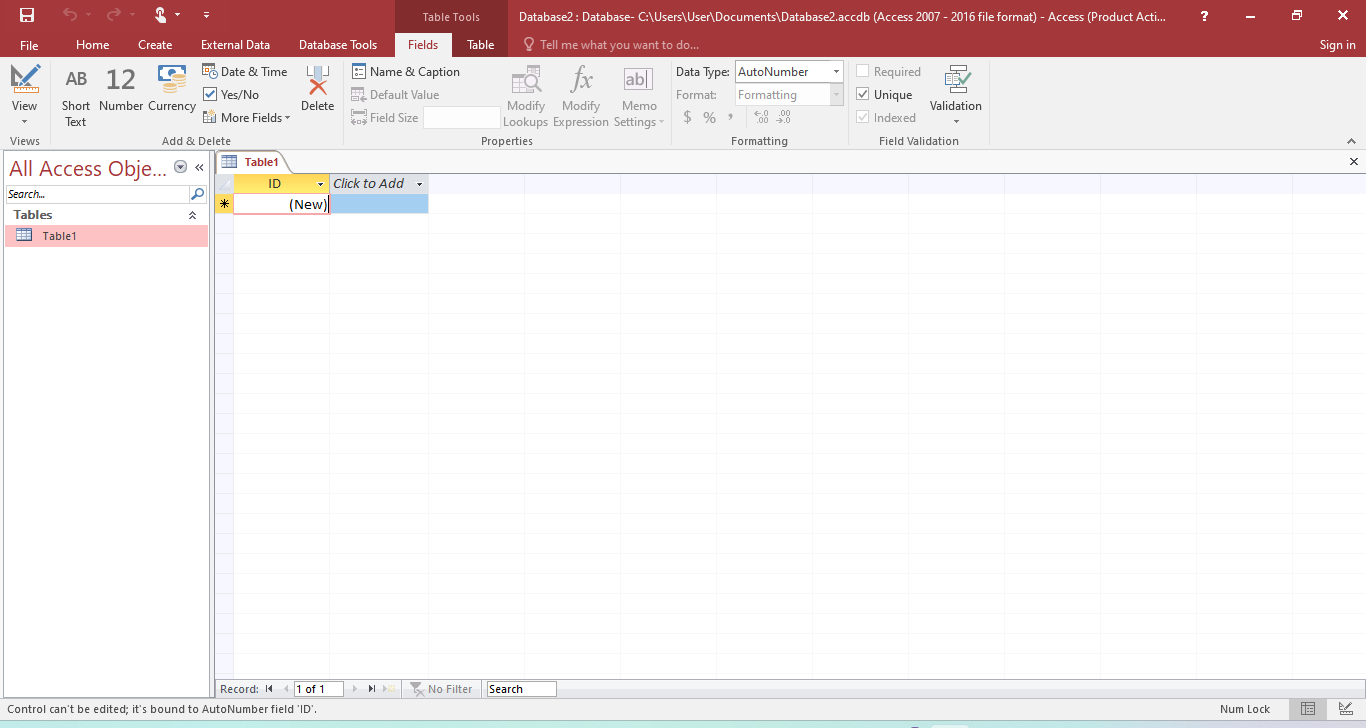 Table Tools
Database2 : Database- C:\Users\User\Documents\Database2.accdb (Access 2007 - 2016 file format) - Access (Product Acti...
?
File Home Create External Data Database Tools Fields Table Tell me what you want to do... Sign in
View
Views
AB
Short
Text
12
Number
Currency
Date & Time
Yes/No
More Fields
Delete
Add & Delete
Name & Caption
Default Value
Field Size
Modify
Lookups
fx
Modify
Expression
ab|
Memo
Settings
Properties
Data Type: AutoNumber
Format: Formatting
$ % , .00 .00
Formatting
Required
Unique
Indexed
Validation
Field Validation
All Access Obje... «
Search...
Tables
Table1
Table1
ID Click to Add
* (New)
Record: 1 of 1 No Filter Search
Control can't be edited; it's bound to AutoNumber field 'ID'.
Num Lock